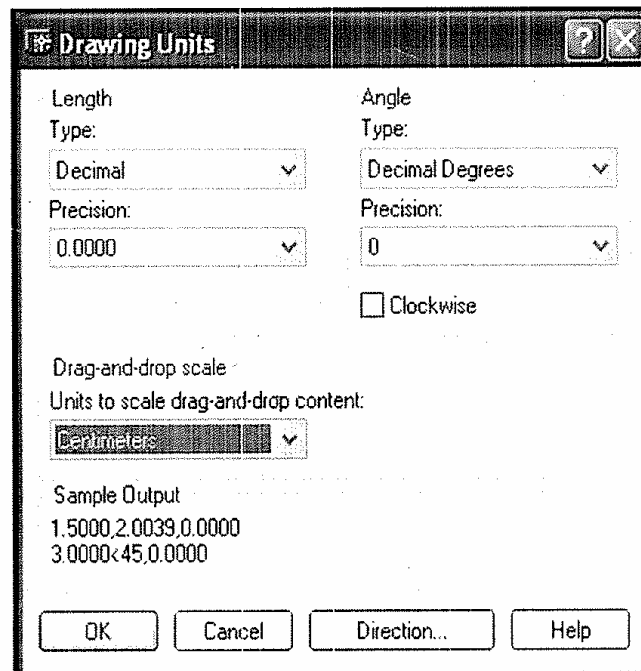 Drawing Units
Length
Type:
Decimal
Precision:
0.0000
Angle
Type:
Decimal Degrees
Precision:
0
Clockwise
Drag-and-drop scale
Units to scale drag-and-drop content:
Centimeters
Sample Output
1.5000,2.0039,0.0000
3.0000<45,0.0000
OK
Cancel
Direction...
Help